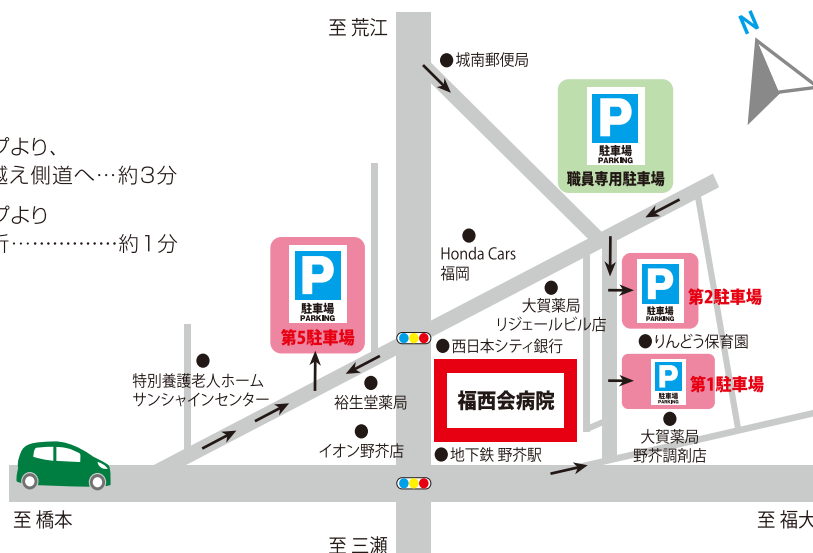 至 荒江
N
城南郵便局
P
駐車場
PARKING
職員専用駐車場
プより、
越え側道へ…約3分
プより
折……………約1分
Honda Cars
福岡
P
駐車場
PARKING
第5駐車場
大賀薬局
リジェールビル店
P
駐車場
PARKING
第2駐車場
西日本シティ銀行
りんどう保育園
特別養護老人ホーム
サンシャインセンター
裕生堂薬局
福西会病院
P
駐車場
PARKING
第1駐車場
イオン野芥店
地下鉄 野芥駅
大賀薬局
野芥調剤店
至 橋本
至 福大
至 三瀬